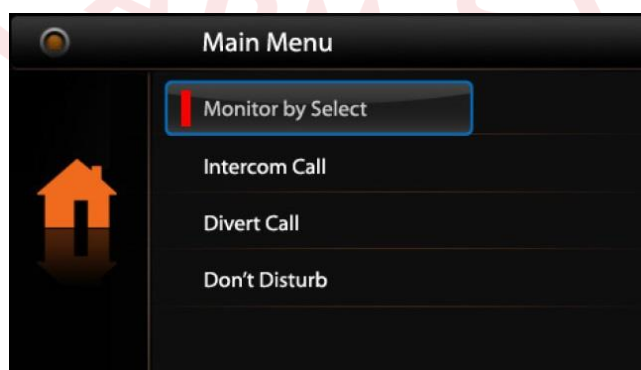 Main Menu
Monitor by Select
Intercom Call
Divert Call
Don't Disturb